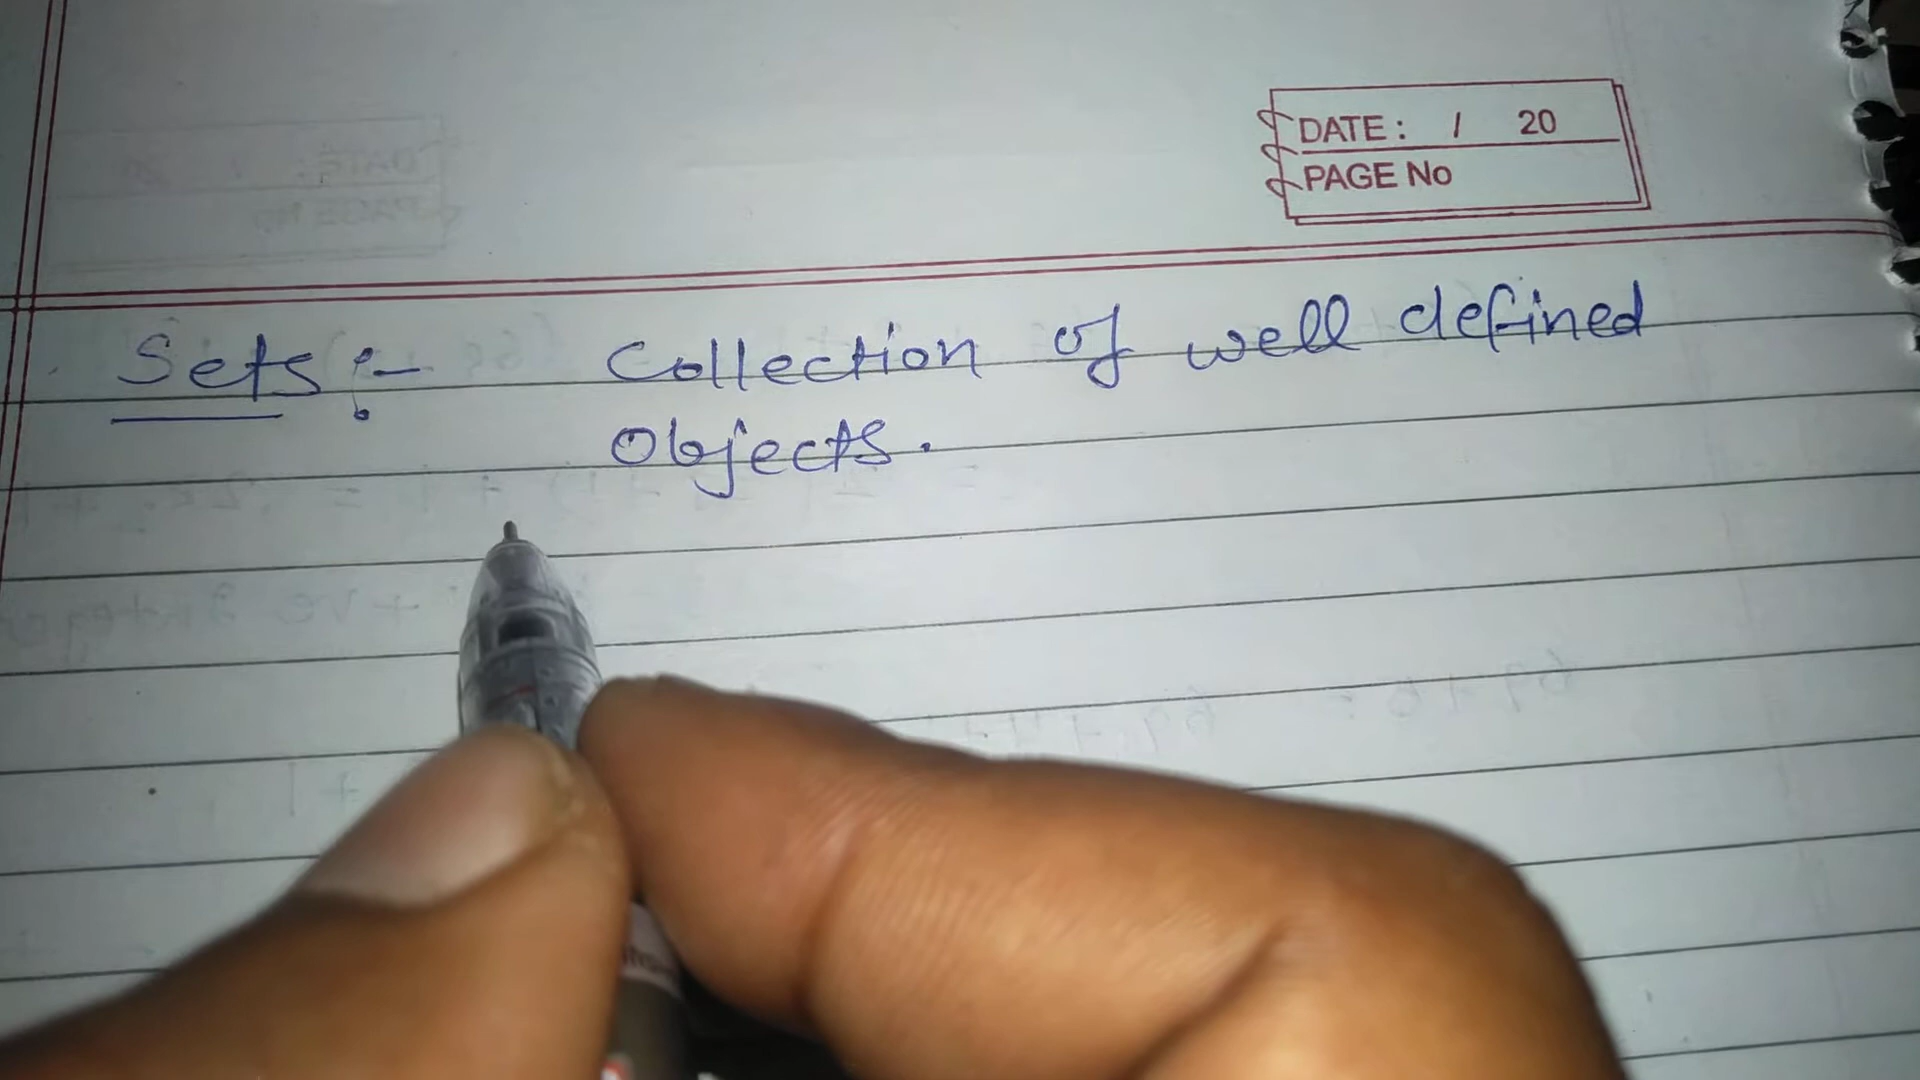 DATE: / 20
PAGE No
Sets :- Collection of well defined
Objects.